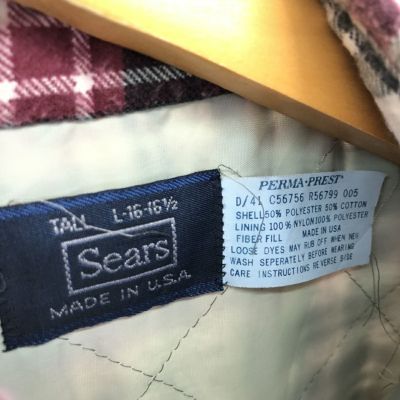 TALL L-16-16½
Sears
MADE IN U.S.A.
PERMA·PREST®
D/41 C56756 R56799 005
SHELL 50% POLYESTER 50% COTTON
LINING 100% NYLON 100% POLYESTER
FIBER FILL MADE IN USA
LOOSE DYES MAY RUB OFF WHEN NEW
WASH SEPERATELY BEFORE WEARING
CARE INSTRUCTIONS REVERSE SIDE